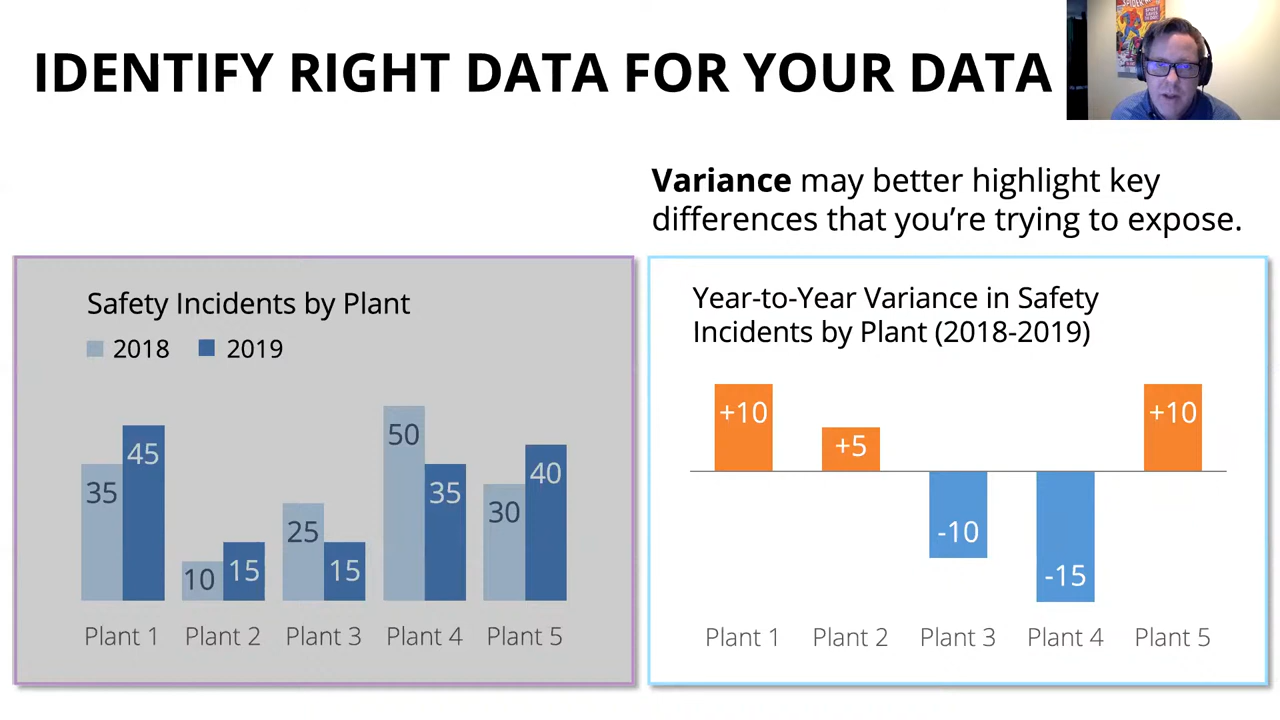 IDENTIFY RIGHT DATA FOR YOUR DATA
Variance may better highlight key
differences that you’re trying to expose.
Safety Incidents by Plant
2018 2019
35 45
10 15
25 15
50 35
30 40
Plant 1 Plant 2 Plant 3 Plant 4 Plant 5
Year-to-Year Variance in Safety
Incidents by Plant (2018-2019)
+10 +5 -10 -15 +10
Plant 1 Plant 2 Plant 3 Plant 4 Plant 5